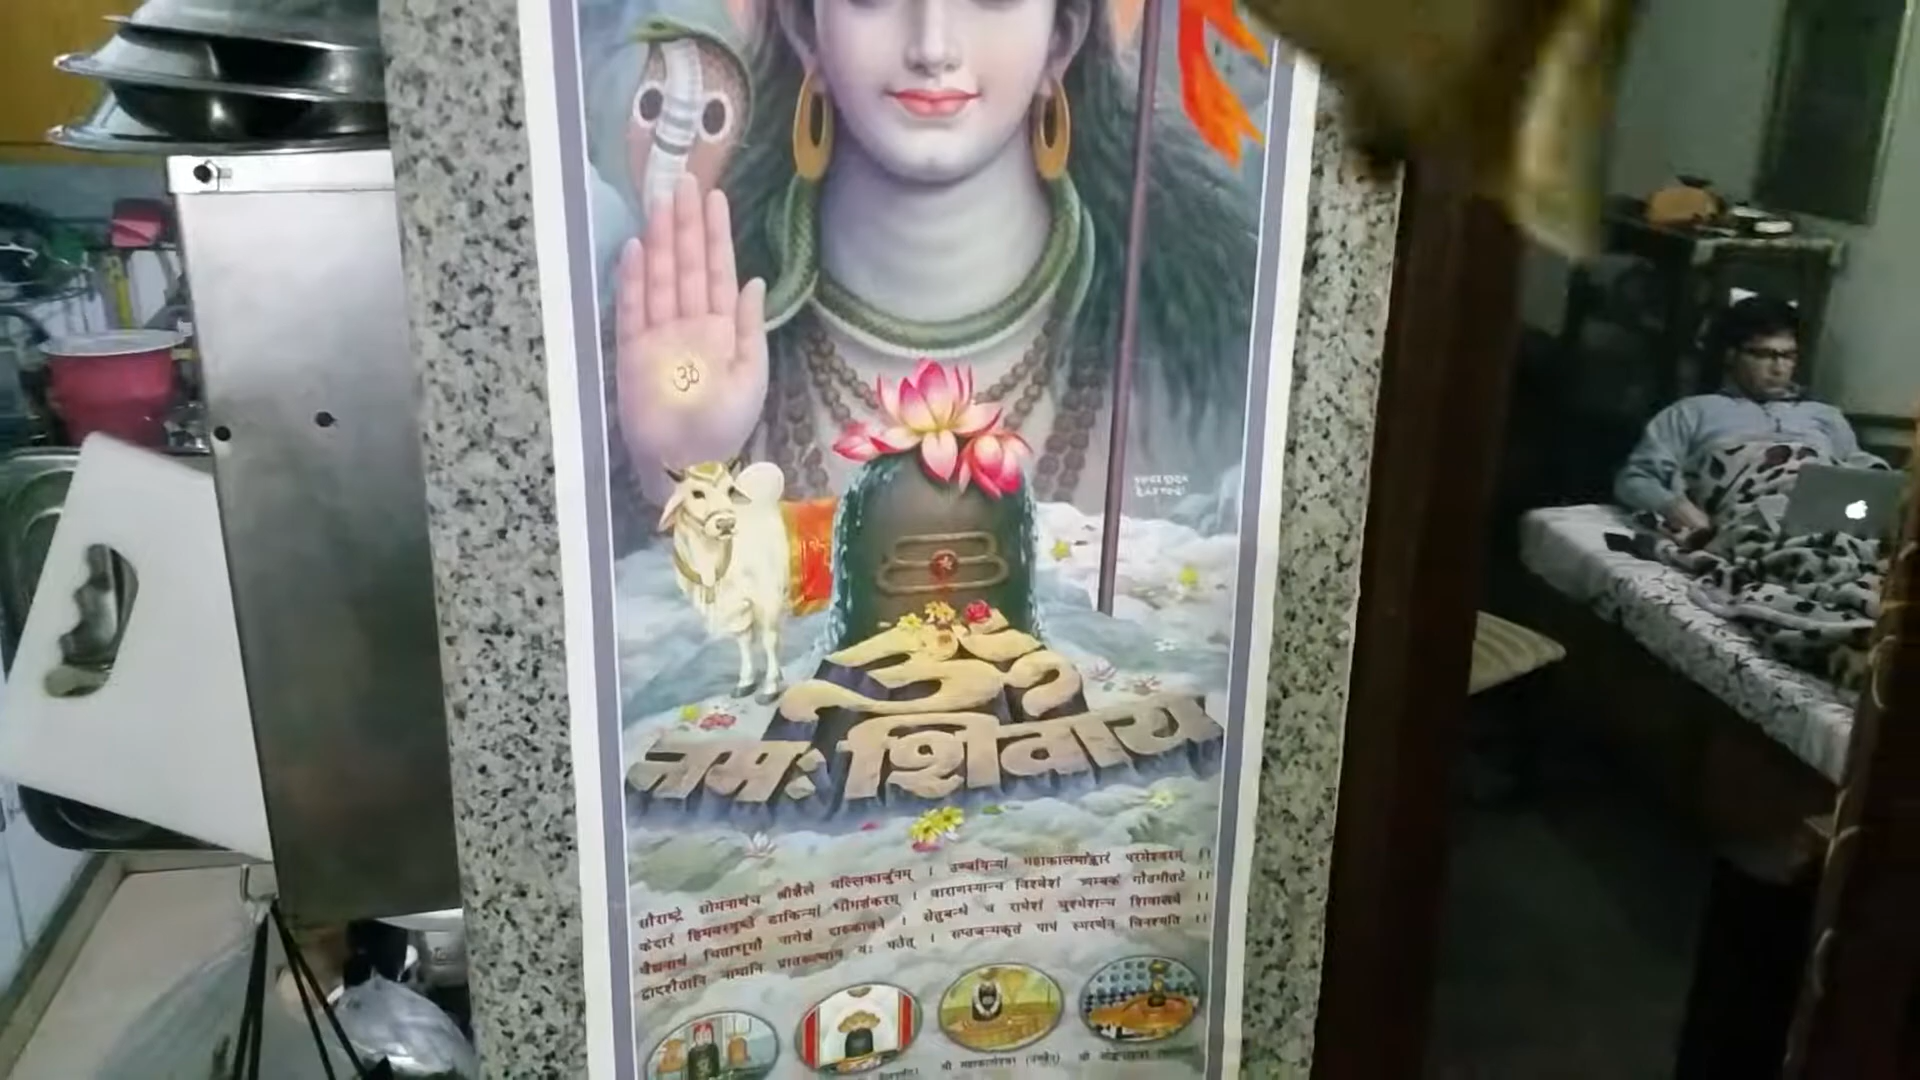 ॐ
ॐ
नमः शिवाय
सौराष्ट्रे सोमनाथंच श्रीशैले मल्लिकार्जुनम् । उज्जयिन्यां महाकालमोङ्कारं परमेश्वरम् ।।
केदारं हिमवत्पृष्ठे डाकिन्यां भीमशंकरम् । वाराणस्यान्च विश्वेशं त्र्यम्बकं गौतमीतटे ।।
वैद्यनाथं चिताभूमौ नागेशं दारुकावने । सेतुबन्धे च रामेशं घुश्मेशन्च शिवालये ।।
द्वादशैतानि नामानि प्रातरुत्थाय यः पठेत् । सप्तजन्मकृतं पापं स्मरणेन विनश्यति ।।
श्री महाकालेश्वर (उज्जैन) श्री